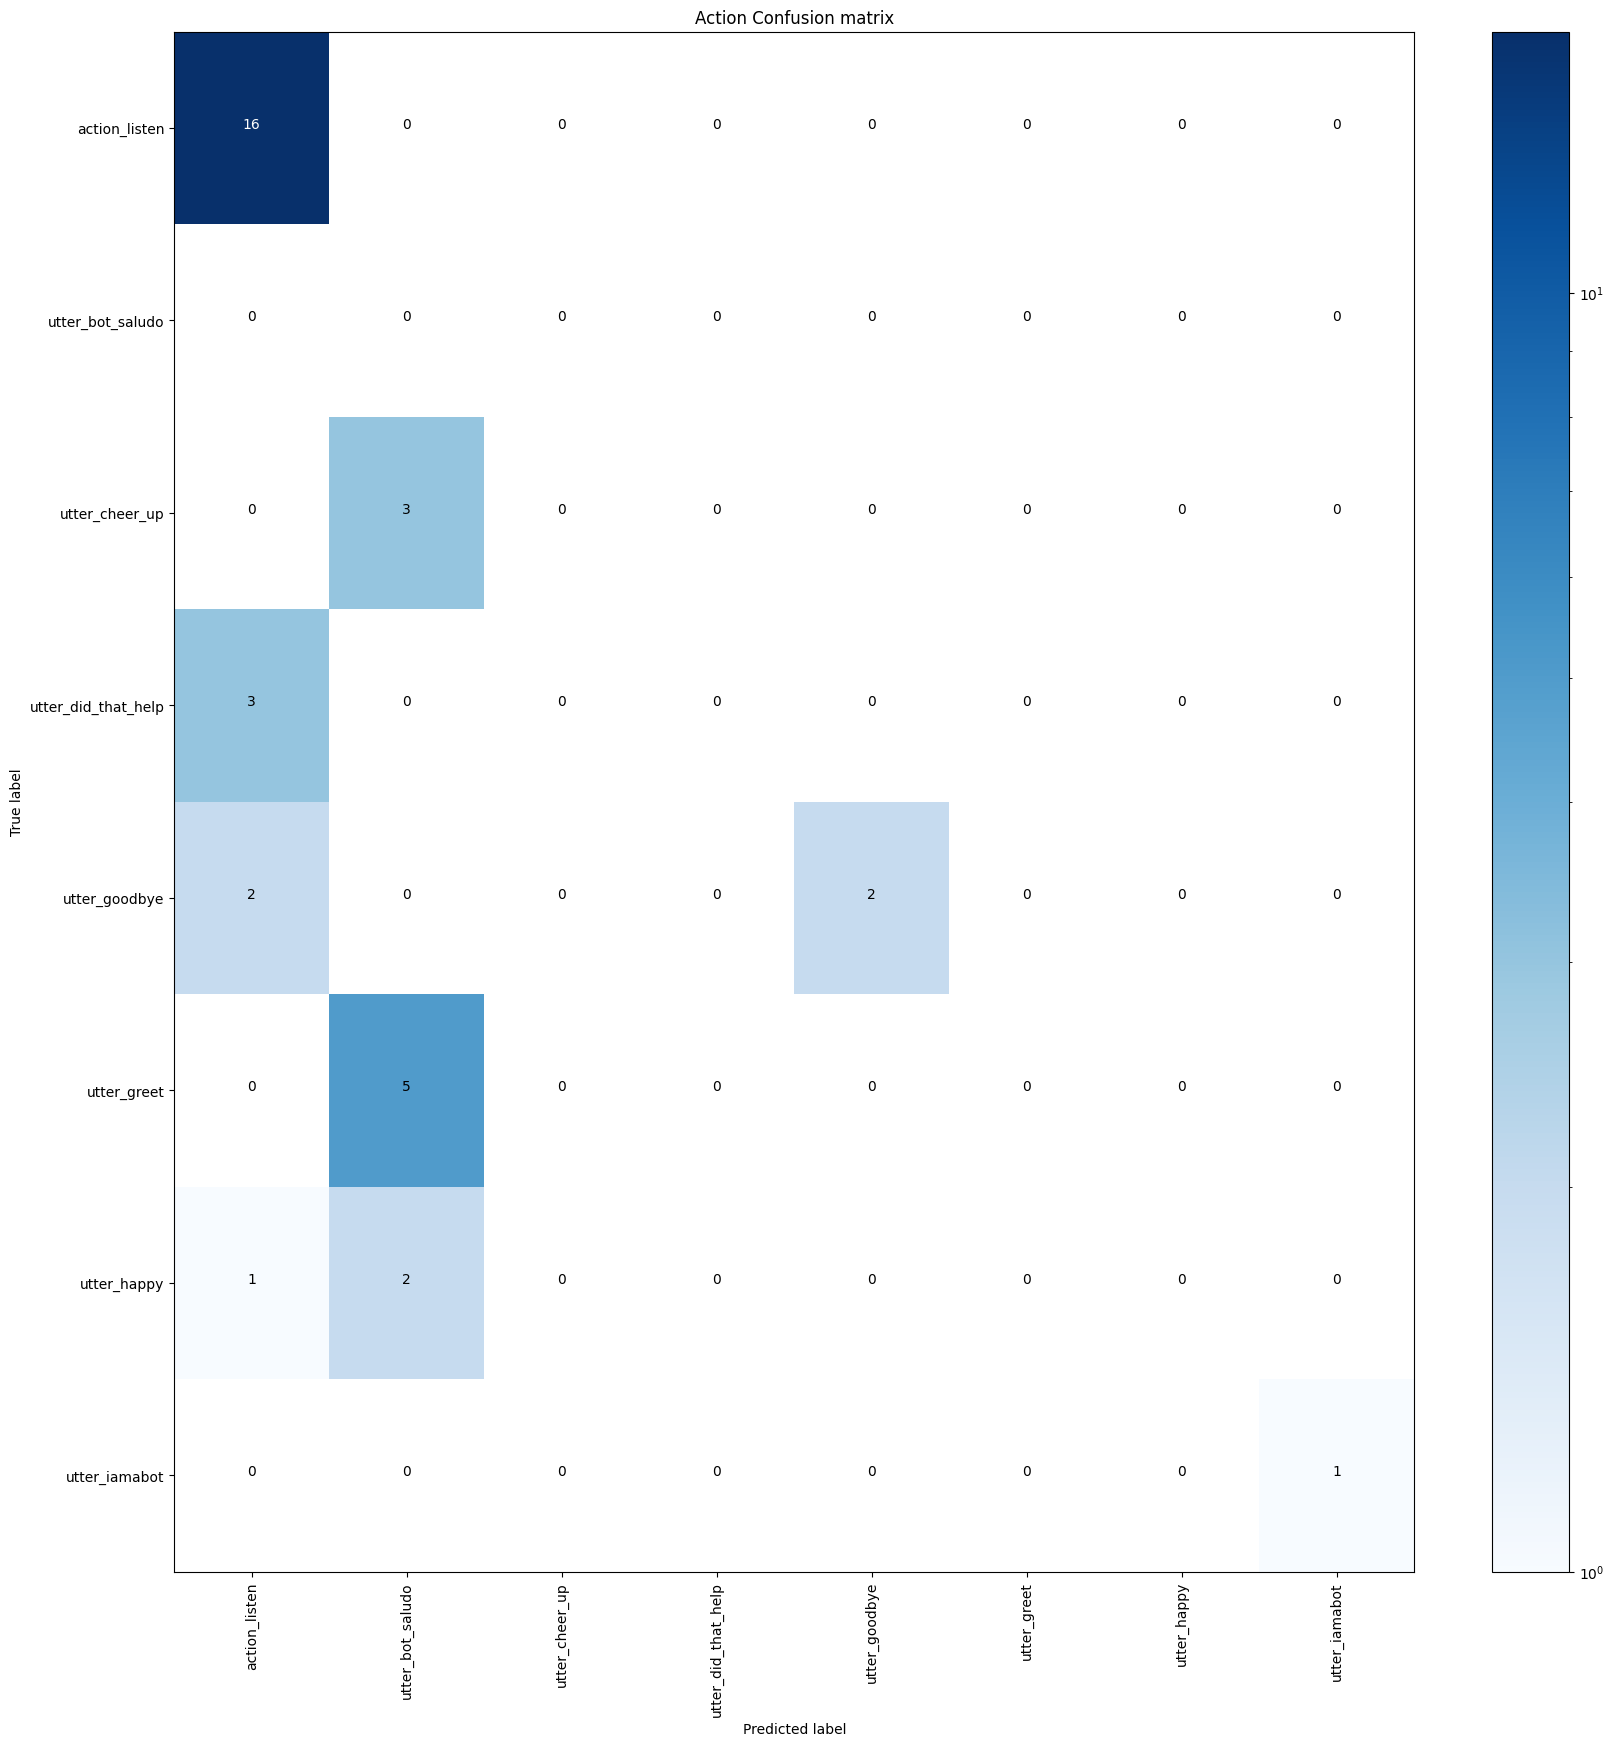 Action Confusion matrix
action_listen 16 0 0 0 0 0 0 0
utter_bot_saludo 0 0 0 0 0 0 0 0
utter_cheer_up 0 3 0 0 0 0 0 0
utter_did_that_help 3 0 0 0 0 0 0 0
utter_goodbye 2 0 0 0 2 0 0 0
utter_greet 0 5 0 0 0 0 0 0
utter_happy 1 2 0 0 0 0 0 0
utter_iamabot 0 0 0 0 0 0 0 1
True label
action_listen
utter_bot_saludo
utter_cheer_up
utter_did_that_help
utter_goodbye
utter_greet
utter_happy
utter_iamabot
Predicted label
10¹
10⁰